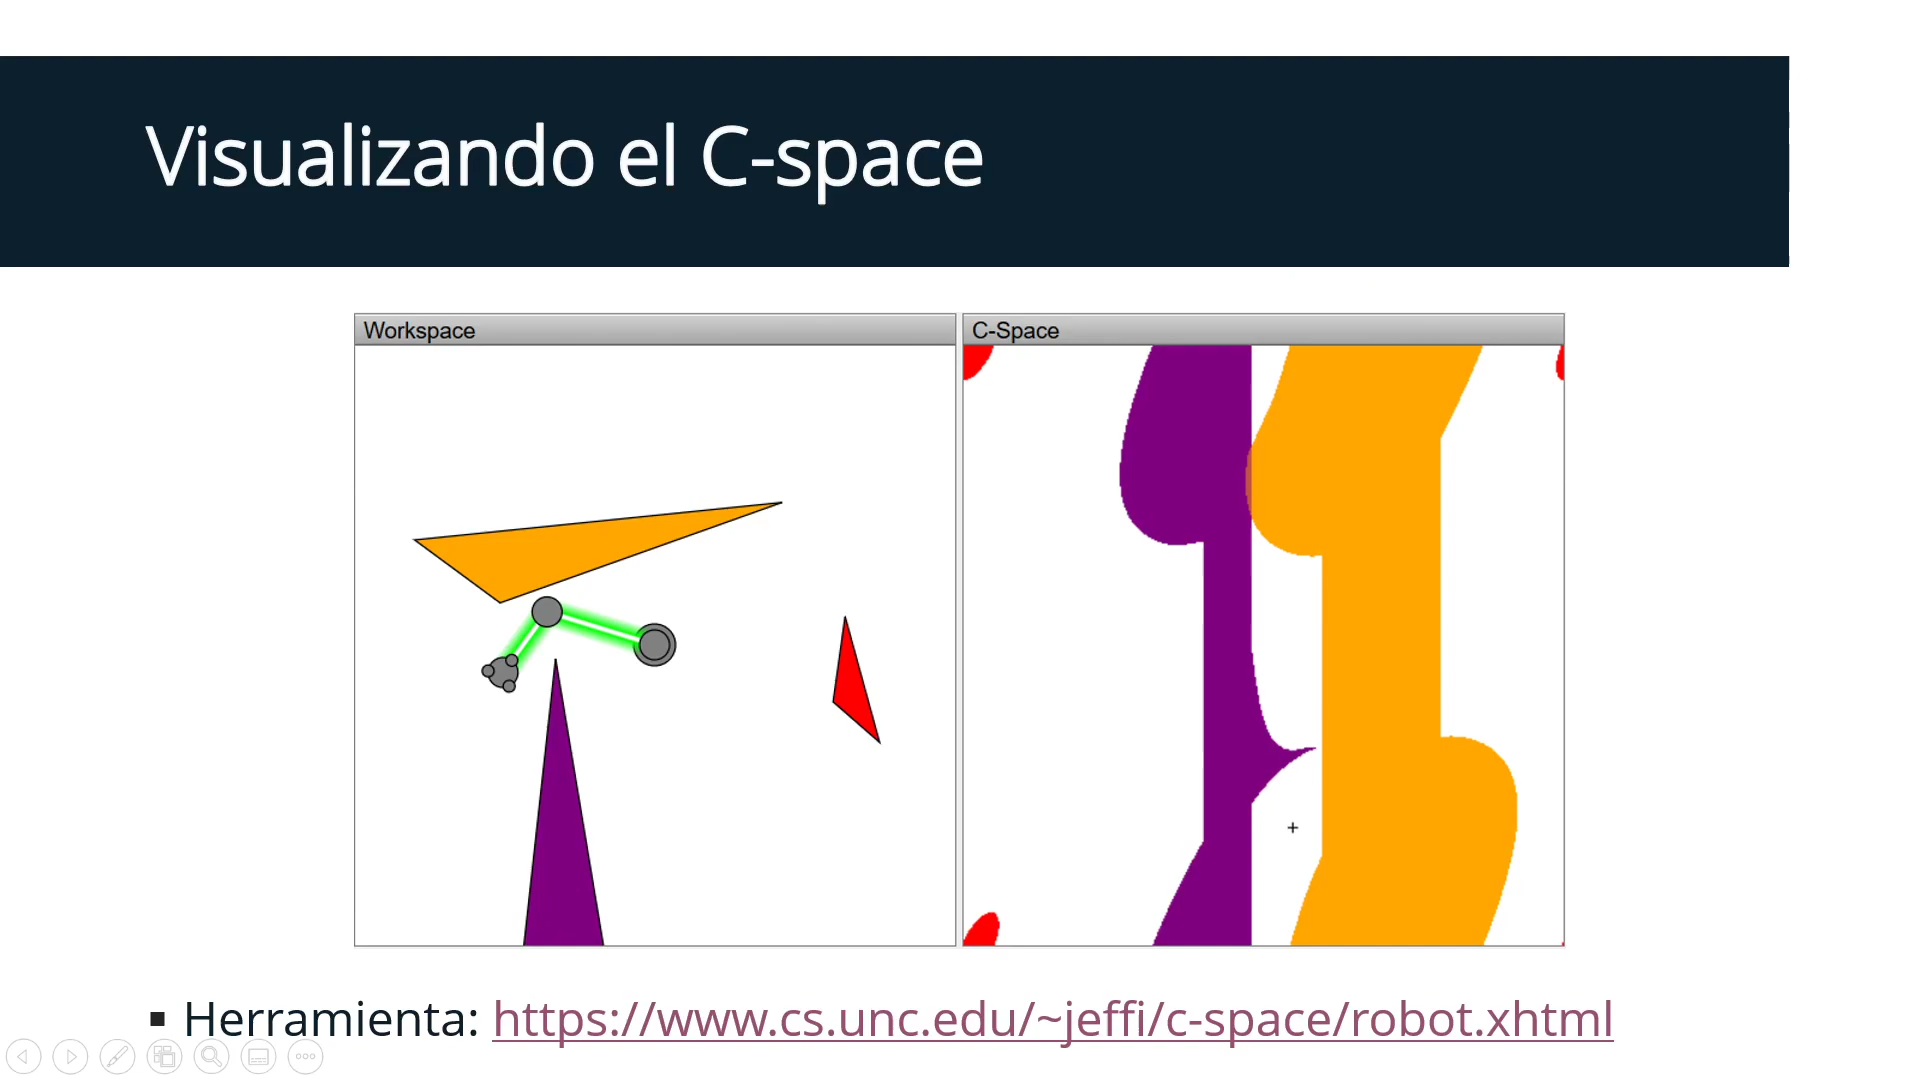 Visualizando el C-space
Workspace
C-Space
▪ Herramienta: https://www.cs.unc.edu/~jeffi/c-space/robot.xhtml